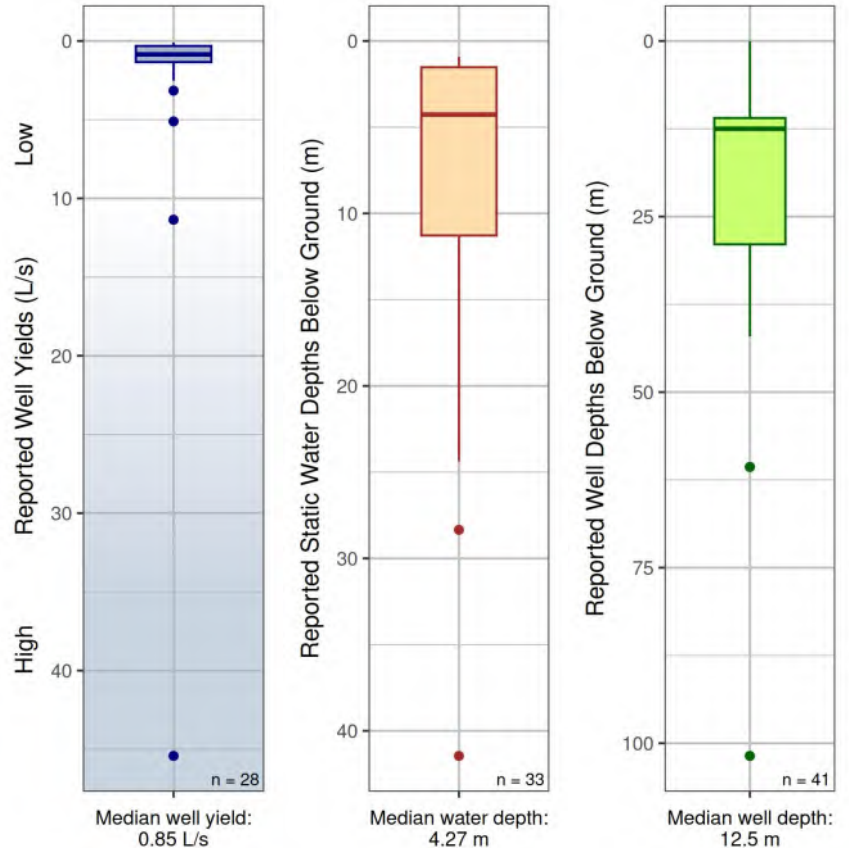 Low
Reported Well Yields (L/s)
High
0
10
20
30
40
n = 28
Median well yield:
0.85 L/s
Reported Static Water Depths Below Ground (m)
0
10
20
30
40
n = 33
Median water depth:
4.27 m
Reported Well Depths Below Ground (m)
0
25
50
75
100
n = 41
Median well depth:
12.5 m